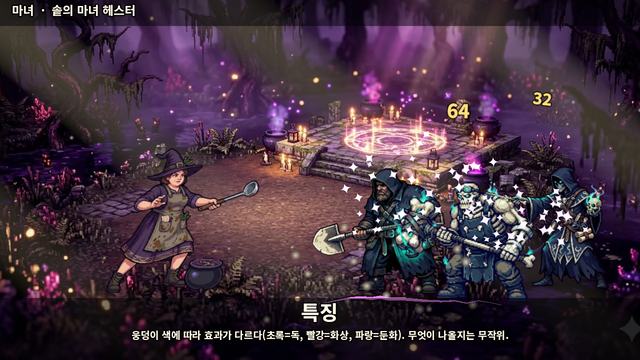 마녀 · 솥의 마녀 헤스터
64
32
특징
웅덩이 색에 따라 효과가 다르다(초록=독, 빨강=화상, 파랑=둔화). 무엇이 나올지는 무작위.